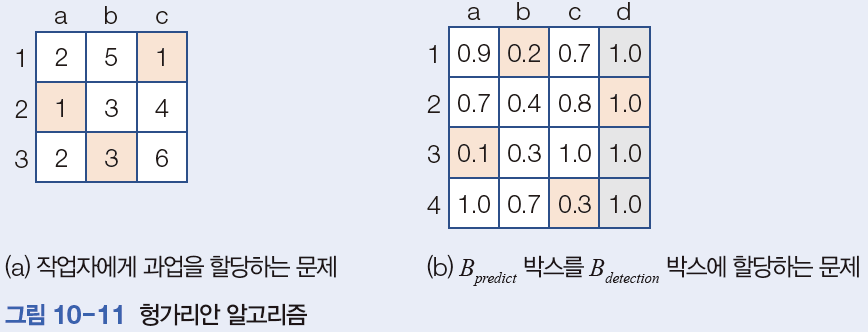 a b c
1 2 5 1
2 1 3 4
3 2 3 6
a b c d
1 0.9 0.2 0.7 1.0
2 0.7 0.4 0.8 1.0
3 0.1 0.3 1.0 1.0
4 1.0 0.7 0.3 1.0
(a) 작업자에게 과업을 할당하는 문제
(b) Bpredict 박스를 Bdetection 박스에 할당하는 문제
그림 10-11 헝가리안 알고리즘